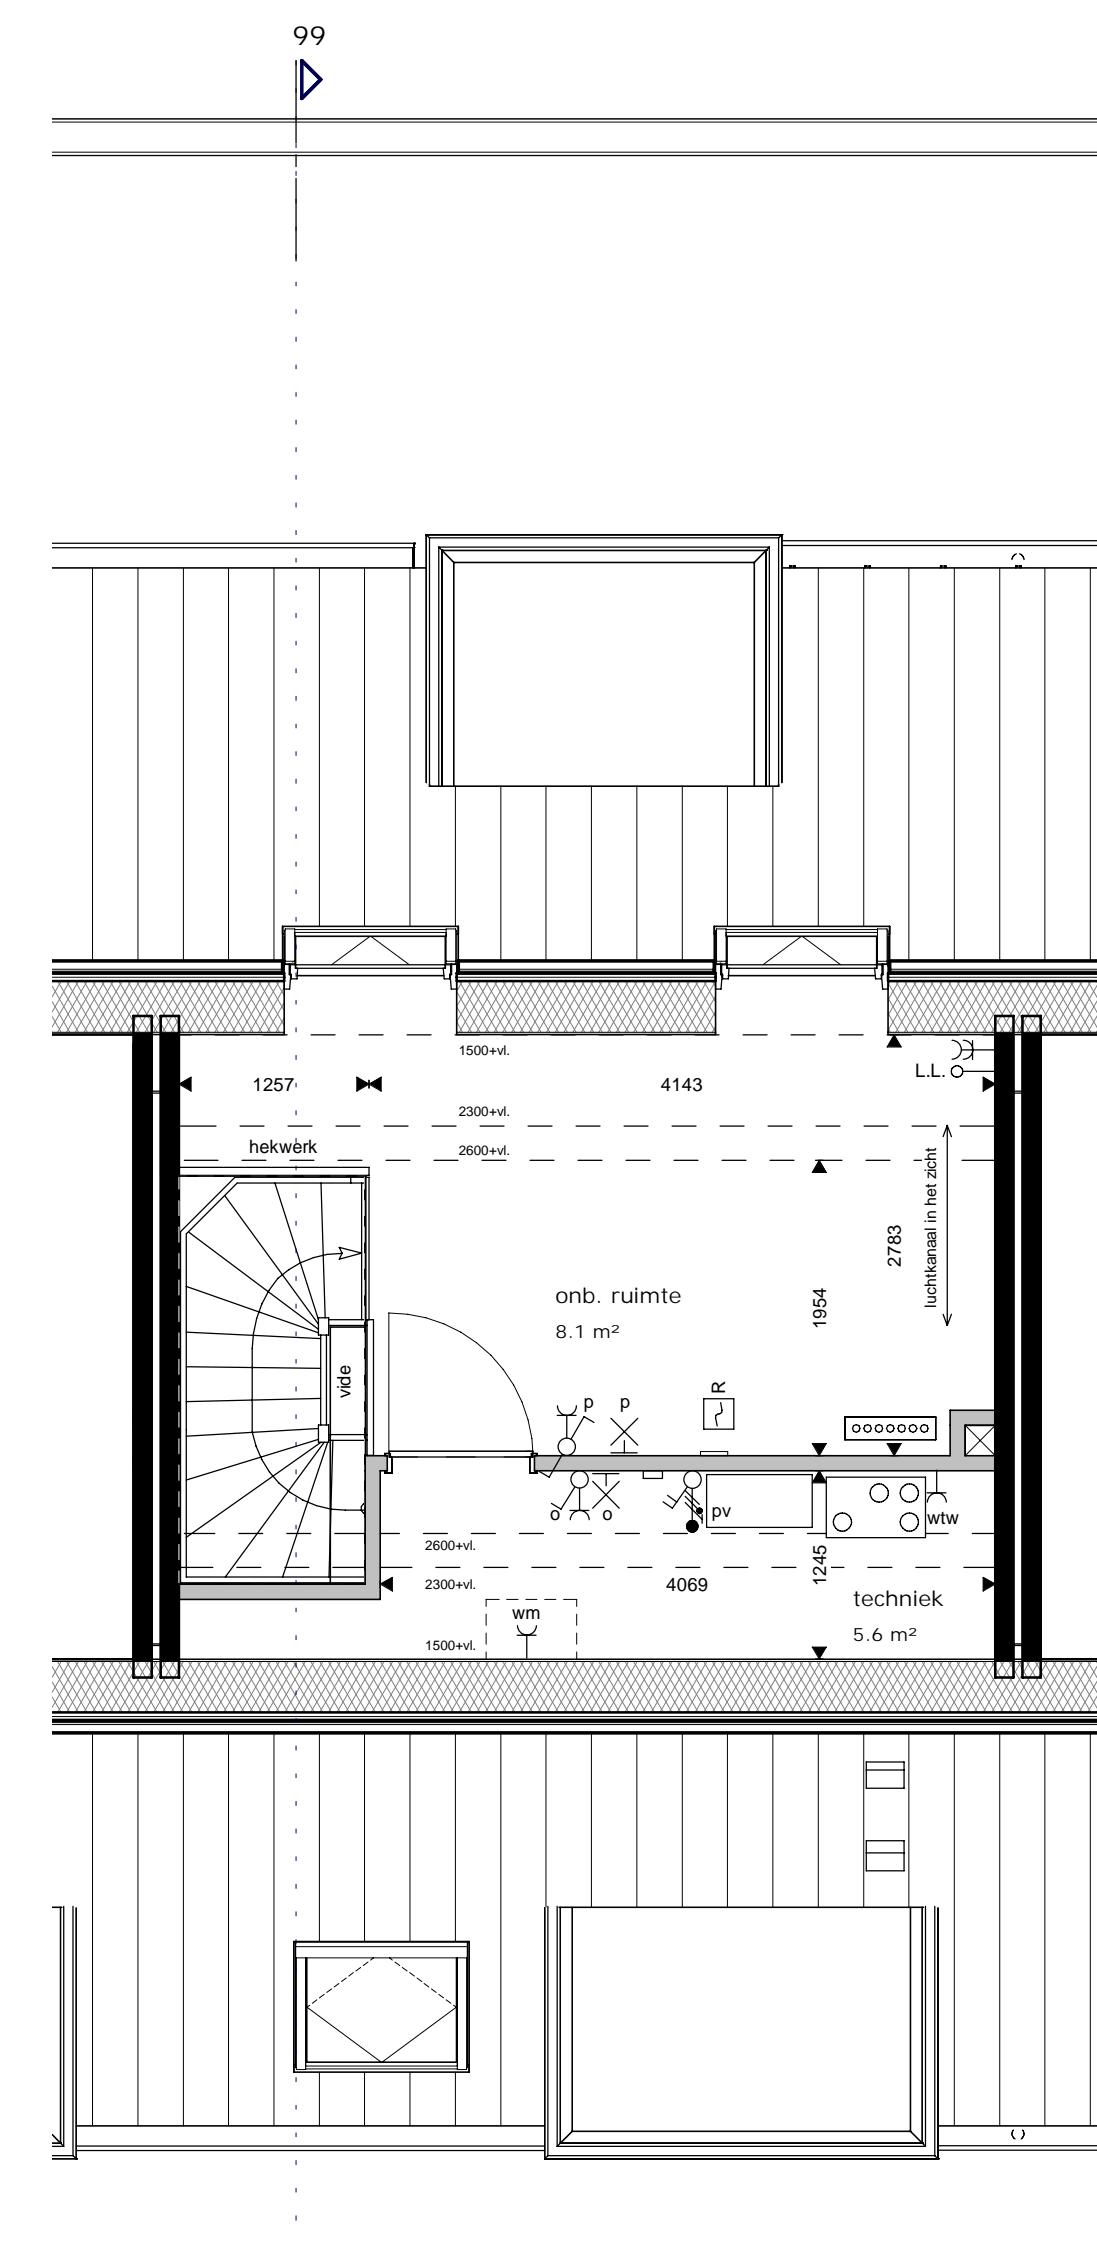 99
1500+vl.
L.L.
1257
4143
2300+vl.
hekwerk
2600+vl.
luchtkanaal in het zicht
2783
1954
onb. ruimte
8.1 m²
vide
R
p
p
o
o
pv
wtw
2600+vl.
1245
2300+vl.
4069
techniek
wm
5.6 m²
1500+vl.